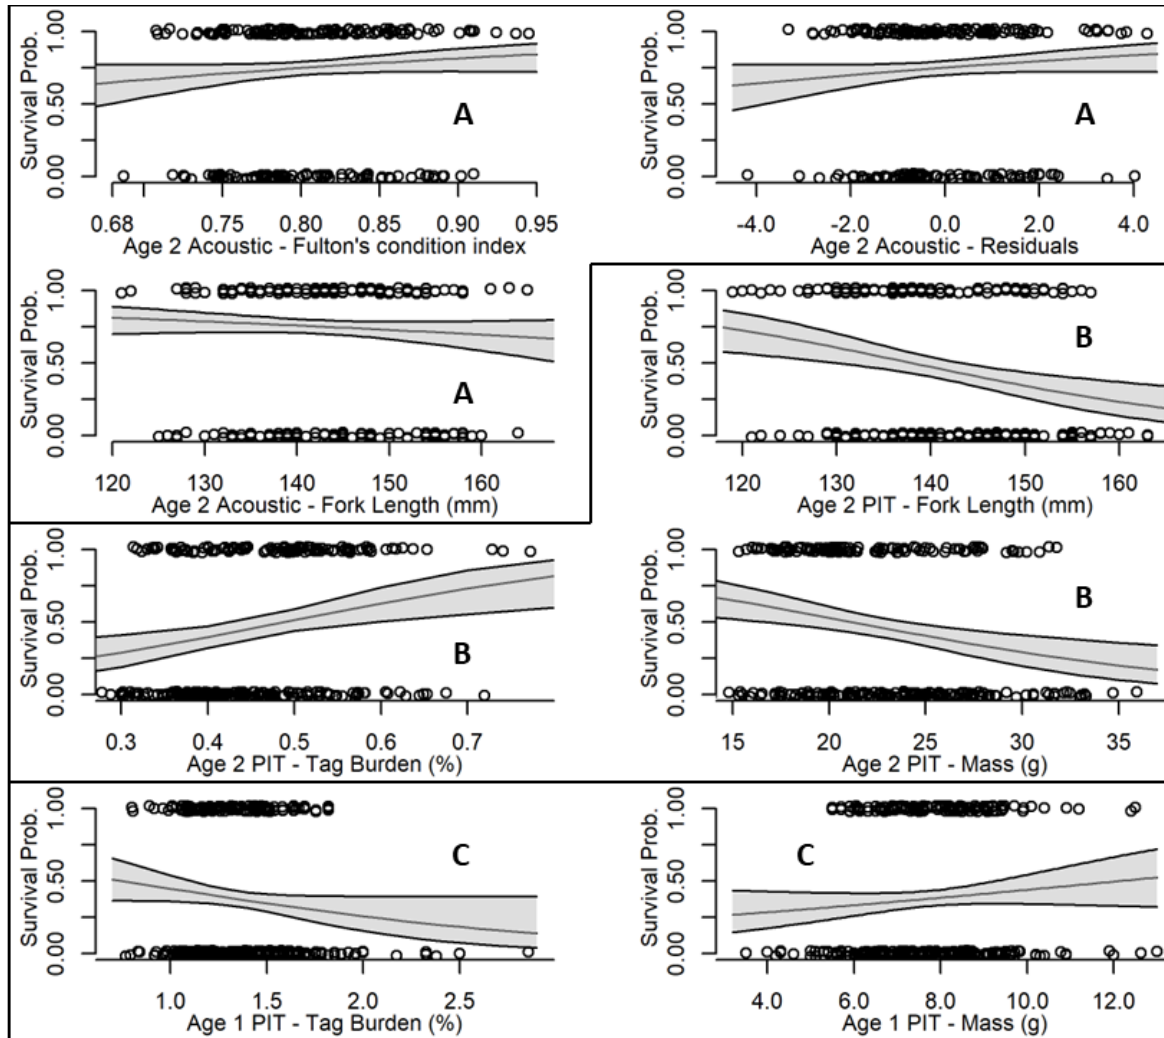 Survival Prob.
0.00 0.50 1.00
A
0.68 0.75 0.80 0.85 0.90 0.95
Age 2 Acoustic - Fulton's condition index
Survival Prob.
0.00 0.50 1.00
A
-4.0 -2.0 0.0 2.0 4.0
Age 2 Acoustic - Residuals
Survival Prob.
0.00 0.50 1.00
A
120 130 140 150 160
Age 2 Acoustic - Fork Length (mm)
Survival Prob.
0.00 0.50 1.00
B
120 130 140 150 160
Age 2 PIT - Fork Length (mm)
Survival Prob.
0.00 0.50 1.00
B
0.3 0.4 0.5 0.6 0.7
Age 2 PIT - Tag Burden (%)
Survival Prob.
0.00 0.50 1.00
B
15 20 25 30 35
Age 2 PIT - Mass (g)
Survival Prob.
0.00 0.50 1.00
C
1.0 1.5 2.0 2.5
Age 1 PIT - Tag Burden (%)
Survival Prob.
0.00 0.50 1.00
C
4.0 6.0 8.0 10.0 12.0
Age 1 PIT - Mass (g)